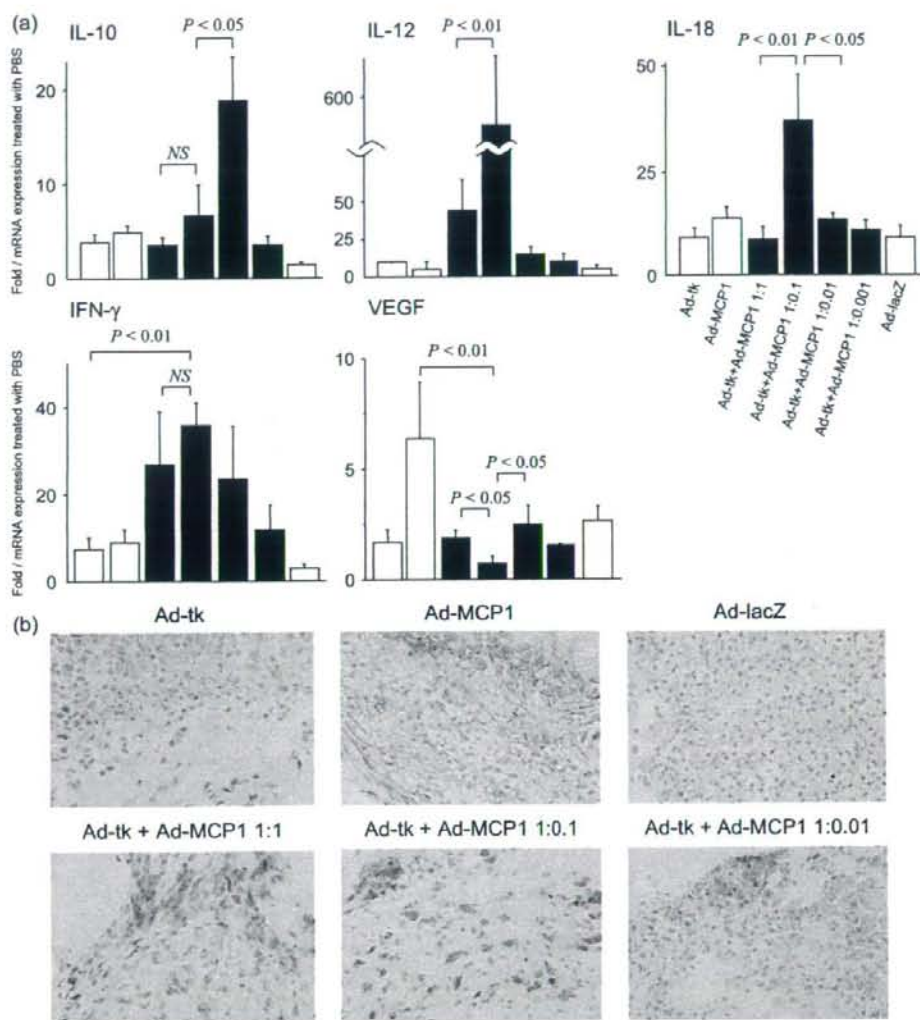 (a)
IL-10
P < 0.05
NS
20
10
0
Fold / mRNA expression treated with PBS
IL-12
P < 0.01
600
50
25
0
IL-18
P < 0.01
P < 0.05
50
25
0
Ad-tk
Ad-MCP1
Ad-tk+Ad-MCP1 1:1
Ad-tk+Ad-MCP1 1:0.1
Ad-tk+Ad-MCP1 1:0.01
Ad-tk+Ad-MCP1 1:0.001
Ad-lacZ
IFN-γ
P < 0.01
NS
40
20
0
Fold / mRNA expression treated with PBS
VEGF
P < 0.01
P < 0.05
P < 0.05
10
5
0
(b)
Ad-tk
Ad-MCP1
Ad-lacZ
Ad-tk + Ad-MCP1 1:1
Ad-tk + Ad-MCP1 1:0.1
Ad-tk + Ad-MCP1 1:0.01